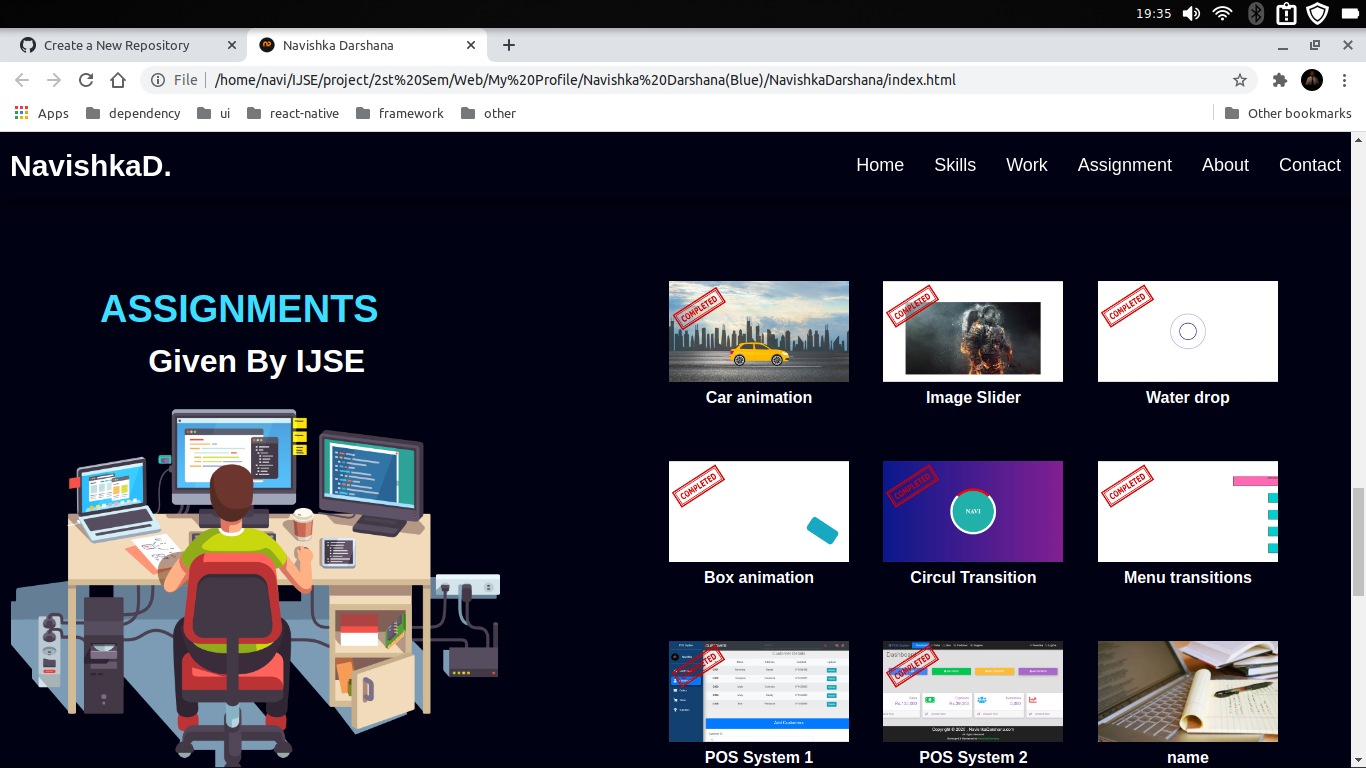 19:35
Create a New Repository
Navishka Darshana
File
/home/navi/IJSE/project/2st%20Sem/Web/My%20Profile/Navishka%20Darshana(Blue)/NavishkaDarshana/index.html
Apps dependency ui react-native framework other Other bookmarks
NavishkaD.
Home Skills Work Assignment About Contact
ASSIGNMENTS
Given By IJSE
COMPLETED
COMPLETED
COMPLETED
Car animation
Image Slider
Water drop
COMPLETED
COMPLETED
NAVI
COMPLETED
Box animation
Circul Transition
Menu transitions
COMPLETED
Customer Details
Add Customers
COMPLETED
Dashboard
POS System 1
POS System 2
name